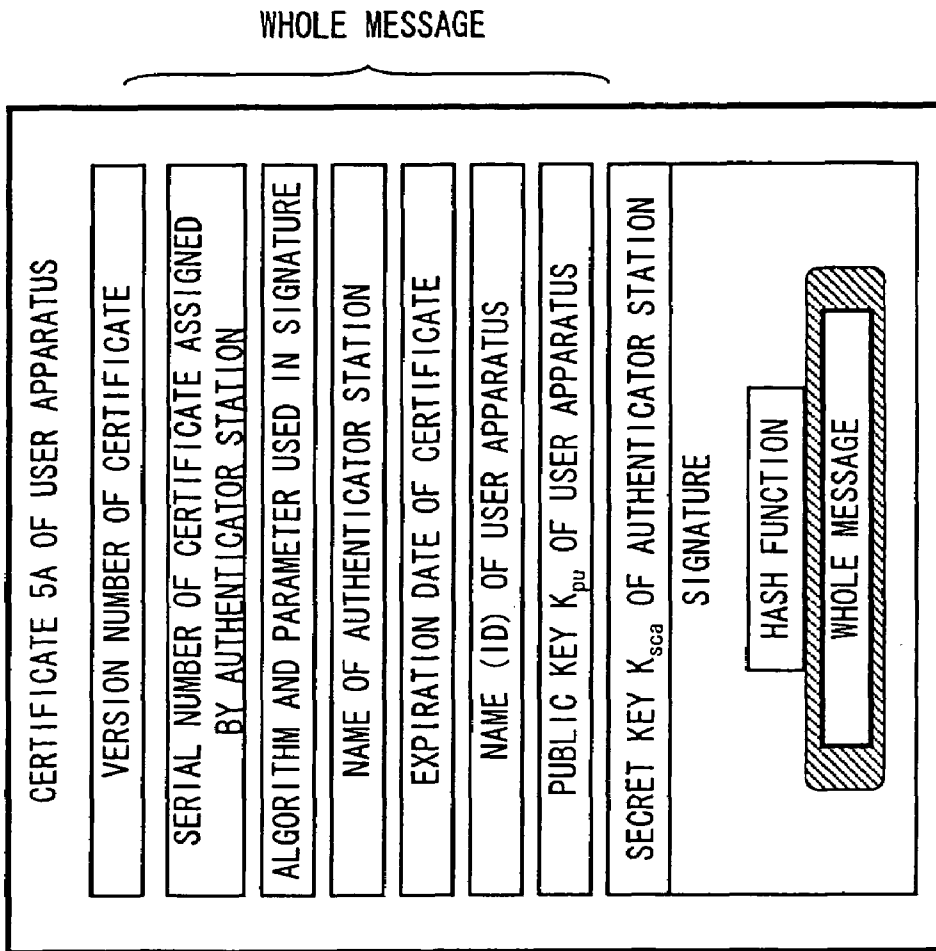 WHOLE MESSAGE
CERTIFICATE 5A OF USER APPARATUS
VERSION NUMBER OF CERTIFICATE
SERIAL NUMBER OF CERTIFICATE ASSIGNED
BY AUTHENTICATOR STATION
ALGORITHM AND PARAMETER USED IN SIGNATURE
NAME OF AUTHENTICATOR STATION
EXPIRATION DATE OF CERTIFICATE
NAME (ID) OF USER APPARATUS
PUBLIC KEY Kpu OF USER APPARATUS
SECRET KEY Ksca OF AUTHENTICATOR STATION
SIGNATURE
HASH FUNCTION
WHOLE MESSAGE